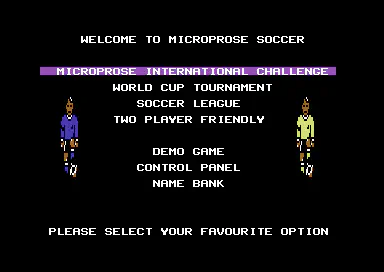 WELCOME TO MICROPROSE SOCCER
MICROPROSE INTERNATIONAL CHALLENGE
WORLD CUP TOURNAMENT
SOCCER LEAGUE
TWO PLAYER FRIENDLY
DEMO GAME
CONTROL PANEL
NAME BANK
PLEASE SELECT YOUR FAVOURITE OPTION